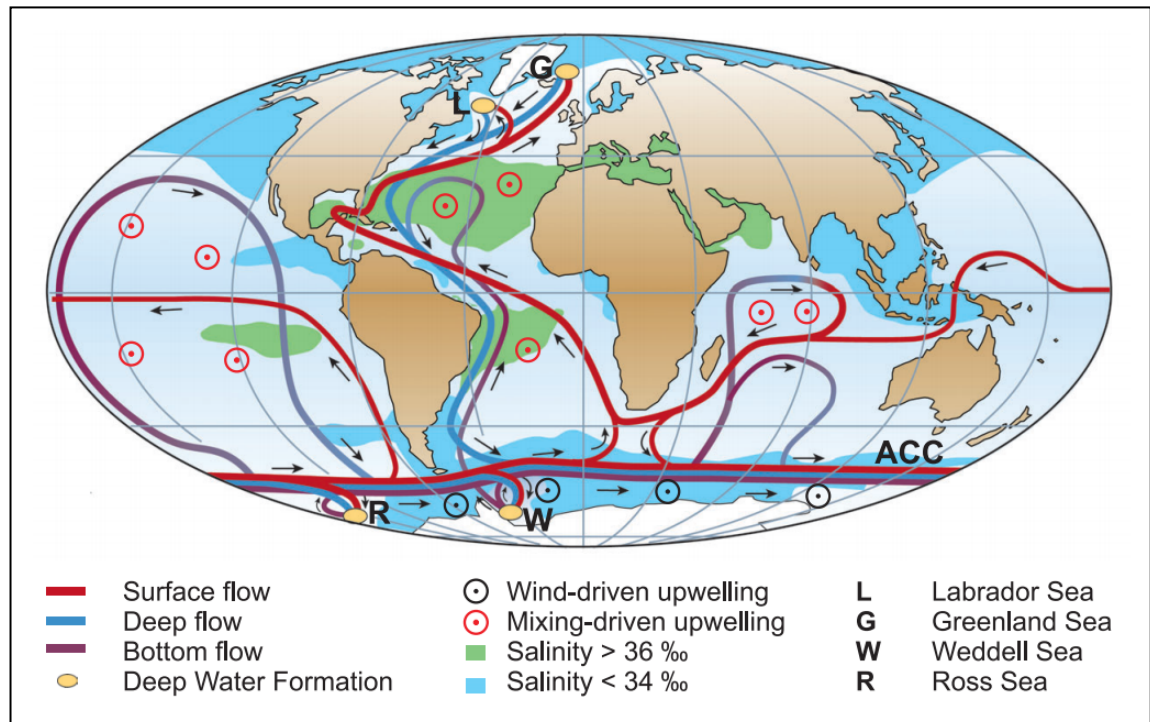 G
L
ACC
R
W
Surface flow
Deep flow
Bottom flow
Deep Water Formation
Wind-driven upwelling
Mixing-driven upwelling
Salinity > 36 ‰
Salinity < 34 ‰
L Labrador Sea
G Greenland Sea
W Weddell Sea
R Ross Sea